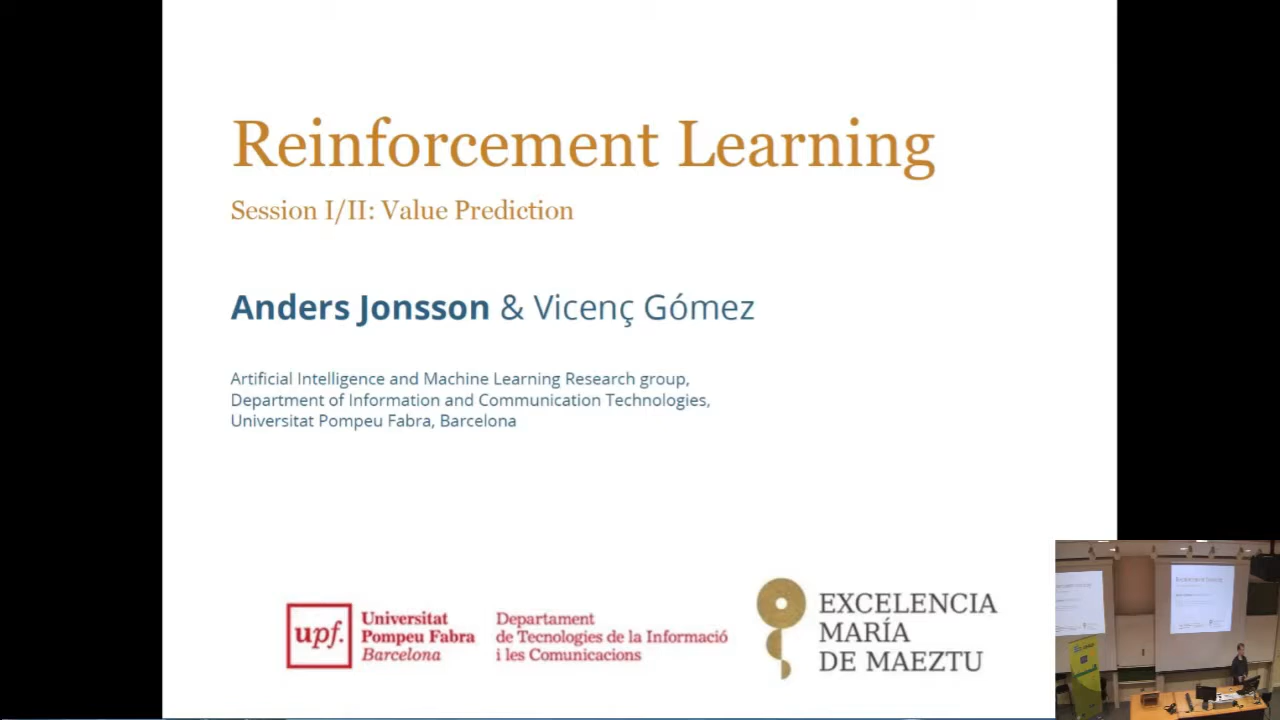 Reinforcement Learning
Session I/II: Value Prediction
Anders Jonsson & Vicenç Gómez
Artificial Intelligence and Machine Learning Research group,
Department of Information and Communication Technologies,
Universitat Pompeu Fabra, Barcelona
upf.
Universitat
Pompeu Fabra
Barcelona
Departament
de Tecnologies de la Informació
i les Comunicacions
EXCELENCIA
MARÍA
DE MAEZTU
Reinforcement Learning